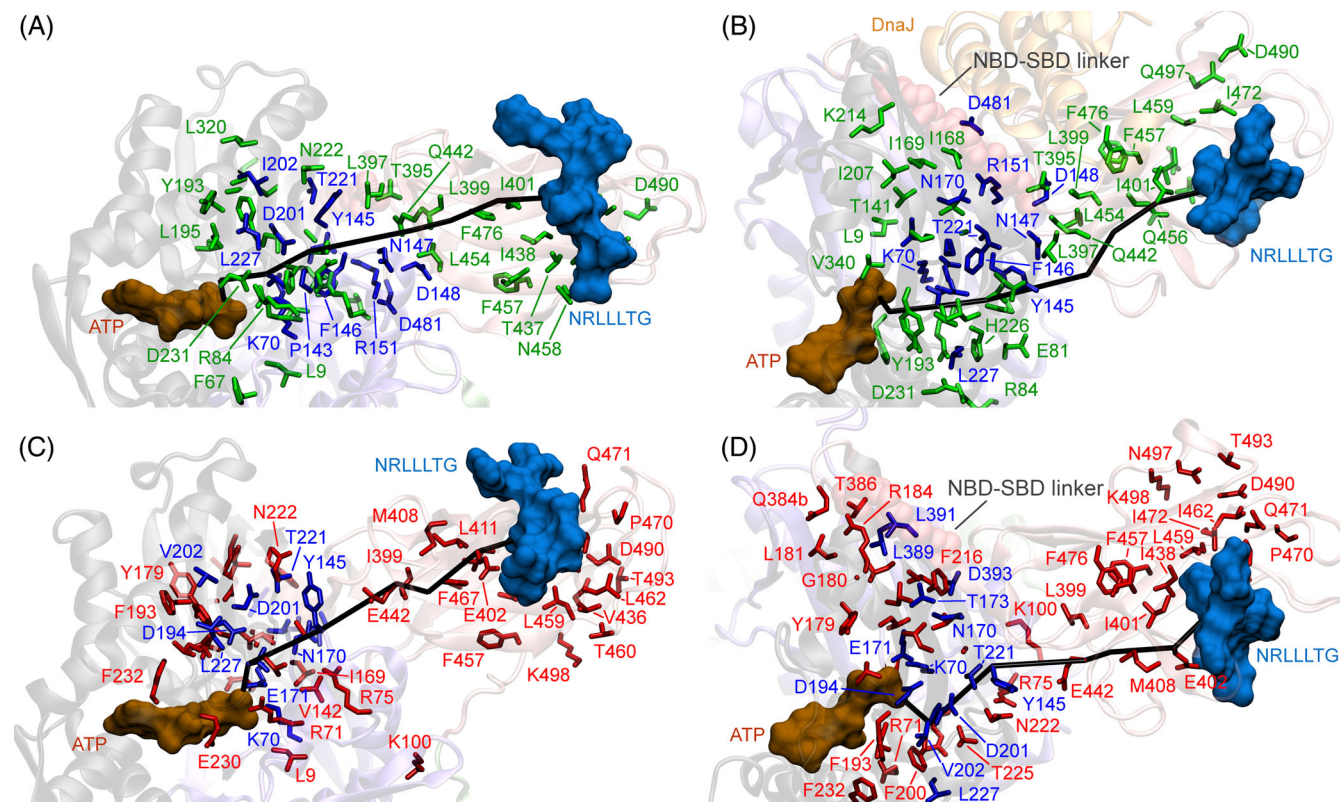 (A)
L320
I202
N222
L397
T395
Q442
Y193
T221
L399
I401
D490
D201
Y145
L195
F476
N147
I438
L227
L454
D148
F457
ATP
F146
D481
T437
NRLLLTG
D231
R84
K70
P143
R151
N458
F67
L9
(B)
DnaJ
NBD-SBD linker
D490
Q497
K214
D481
I472
L459
F476
F457
I169
I168
L399
R151
T395
I207
D148
N170
I401
T141
N147
T221
L454
L9
Q456
L397
Q442
K70
F146
V340
NRLLLTG
Y145
ATP
H226
Y193
E81
L227
D231
R84
(C)
NRLLLTG
Q471
N222
M408
L411
P470
T221
V202
Y145
I399
D490
Y179
T493
F193
D201
E442
F467
E402
L462
D194
L459
V436
L227
N170
F457
T460
F232
I169
K498
E171
R75
V142
ATP
R71
K70
K100
E230
L9
(D)
T493
N497
T386
R184
NBD-SBD linker
D490
Q384b
K498
L391
I462
Q471
I472
L459
F457
L181
L389
F216
F476
I438
P470
G180
D393
L399
T173
K100
I401
Y179
N170
E171
T221
K70
NRLLLTG
D194
R75
E442
M408
E402
Y145
ATP
R71
N222
D201
F193
V202
T225
F232
F200
L227